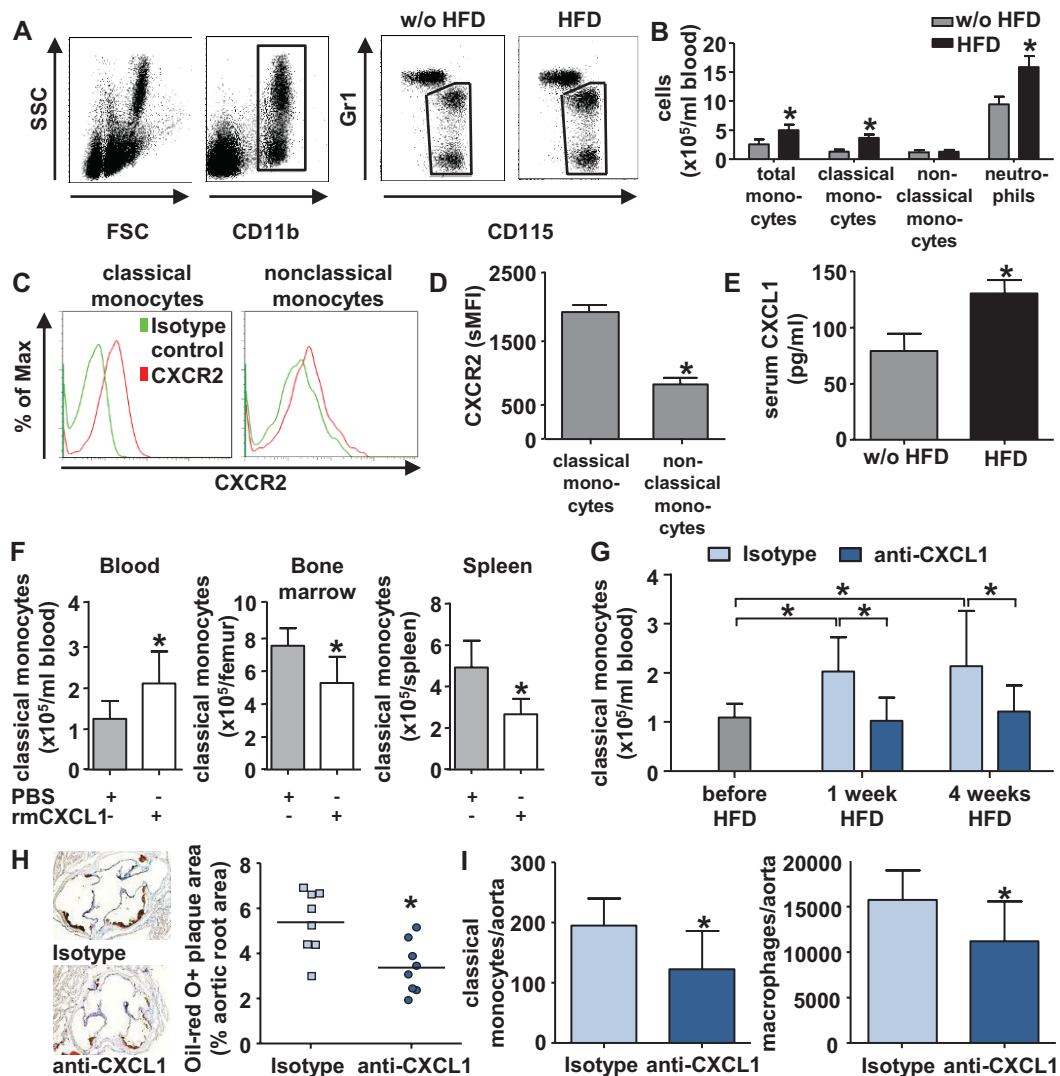 A
w/o HFD
HFD
SSC
Gr1
FSC
CD11b
CD115
B
w/o HFD
HFD
cells
(x10⁵/ml blood)
20
15
10
5
0
*
*
*
total
mono-
cytes
classical
mono-
cytes
non-
classical
mono-
cytes
neutro-
phils
C
classical
monocytes
nonclassical
monocytes
Isotype
control
CXCR2
% of Max
CXCR2
D
CXCR2 (sMFI)
2500
2000
1500
500
0
*
classical
mono-
cytes
non-
classical
mono-
cytes
E
serum CXCL1
(pg/ml)
150
100
50
0
*
w/o HFD
HFD
F
Blood
classical monocytes
(x10⁵/ml blood)
4
3
2
1
0
*
Bone
marrow
classical monocytes
(x10⁵/femur)
10
8
6
4
2
0
*
Spleen
classical monocytes
(x10⁵/spleen)
8
6
4
2
0
*
PBS + - + - + -
rmCXCL1 - + - + - +
G
Isotype
anti-CXCL1
classical monocytes
(x10⁵/ml blood)
4
3
2
1
0
*
*
*
*
before
HFD
1 week
HFD
4 weeks
HFD
H
Isotype
anti-CXCL1
Oil-red O+ plaque area
(% aortic root area)
8
6
4
2
0
*
Isotype
anti-CXCL1
I
classical
monocytes/aorta
300
200
100
0
*
Isotype
anti-CXCL1
macrophages/aorta
20000
15000
10000
5000
0
*
Isotype
anti-CXCL1